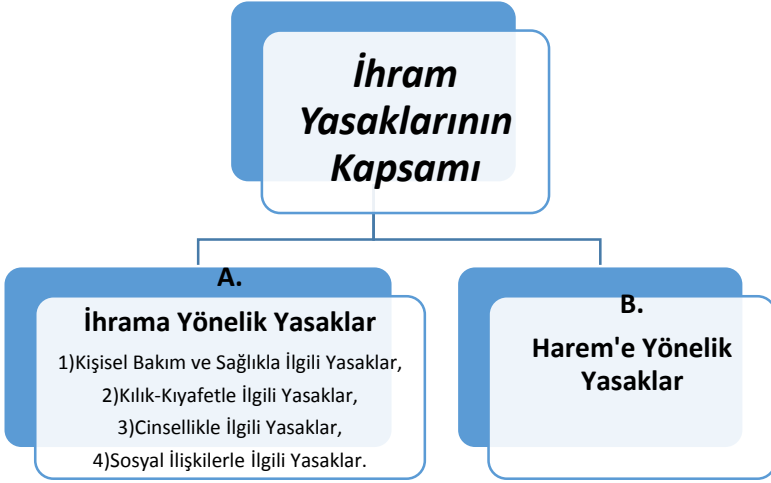 İhram
Yasaklarının
Kapsamı
A.
İhrama Yönelik Yasaklar
1)Kişisel Bakım ve Sağlıkla İlgili Yasaklar,
2)Kılık-Kıyafetle İlgili Yasaklar,
3)Cinsellikle İlgili Yasaklar,
4)Sosyal İlişkilerle İlgili Yasaklar.
B.
Harem'e Yönelik
Yasaklar